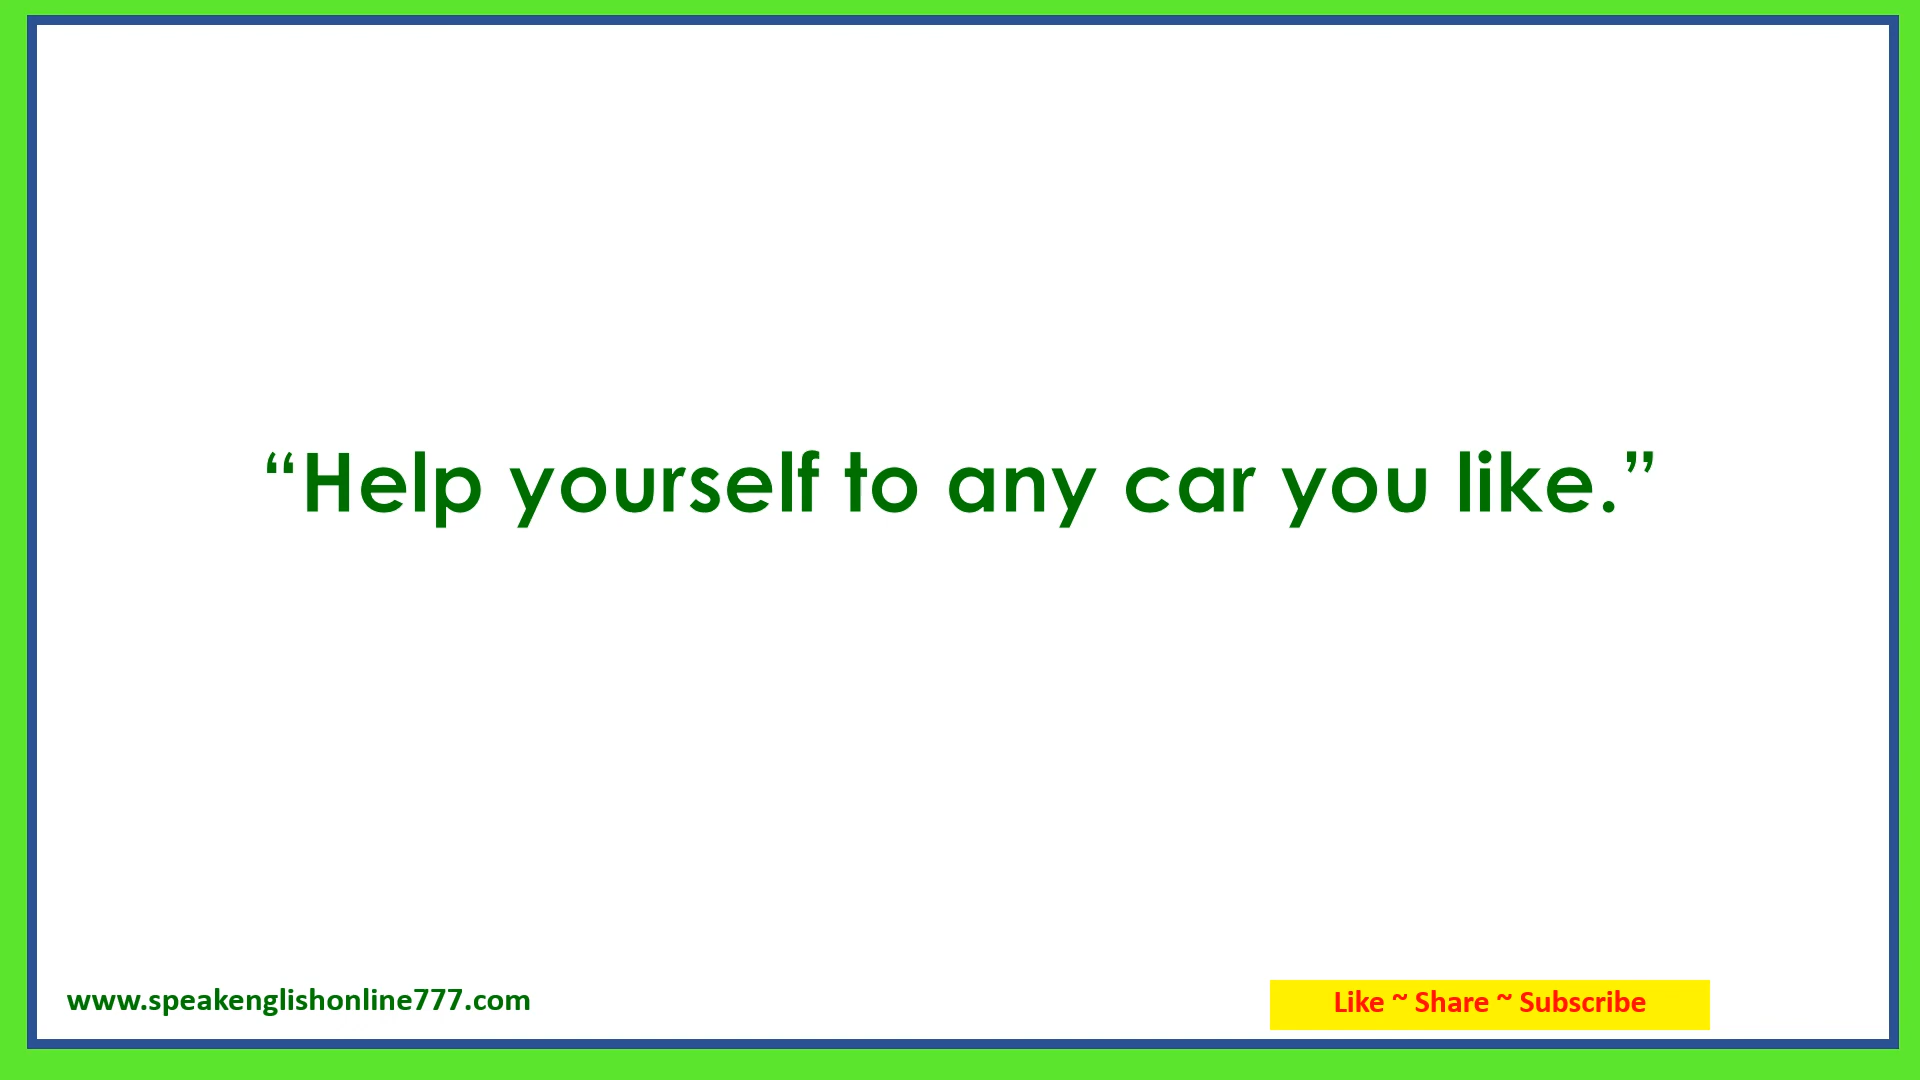 “Help yourself to any car you like.”
www.speakenglishonline777.com
Like ~ Share ~ Subscribe